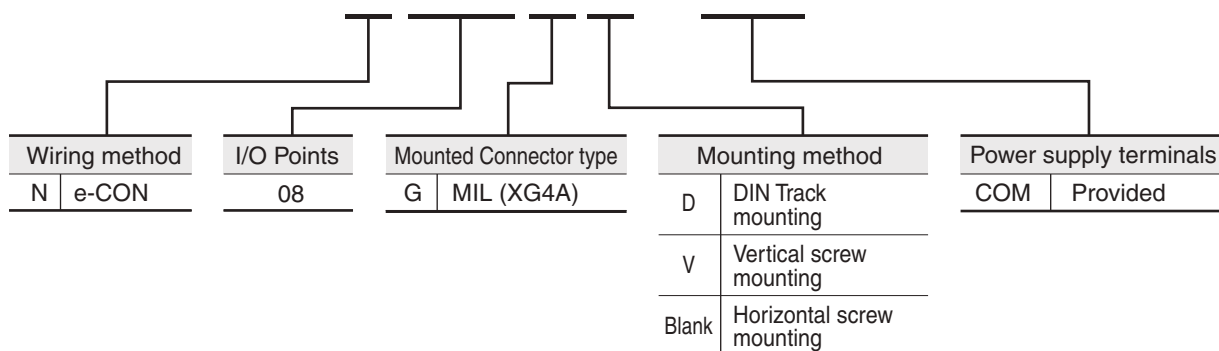 Wiring method
N e-CON
I/O Points
08
Mounted Connector type
G MIL (XG4A)
Mounting method
D DIN Track
mounting
V Vertical screw
mounting
Blank Horizontal screw
mounting
Power supply terminals
COM Provided